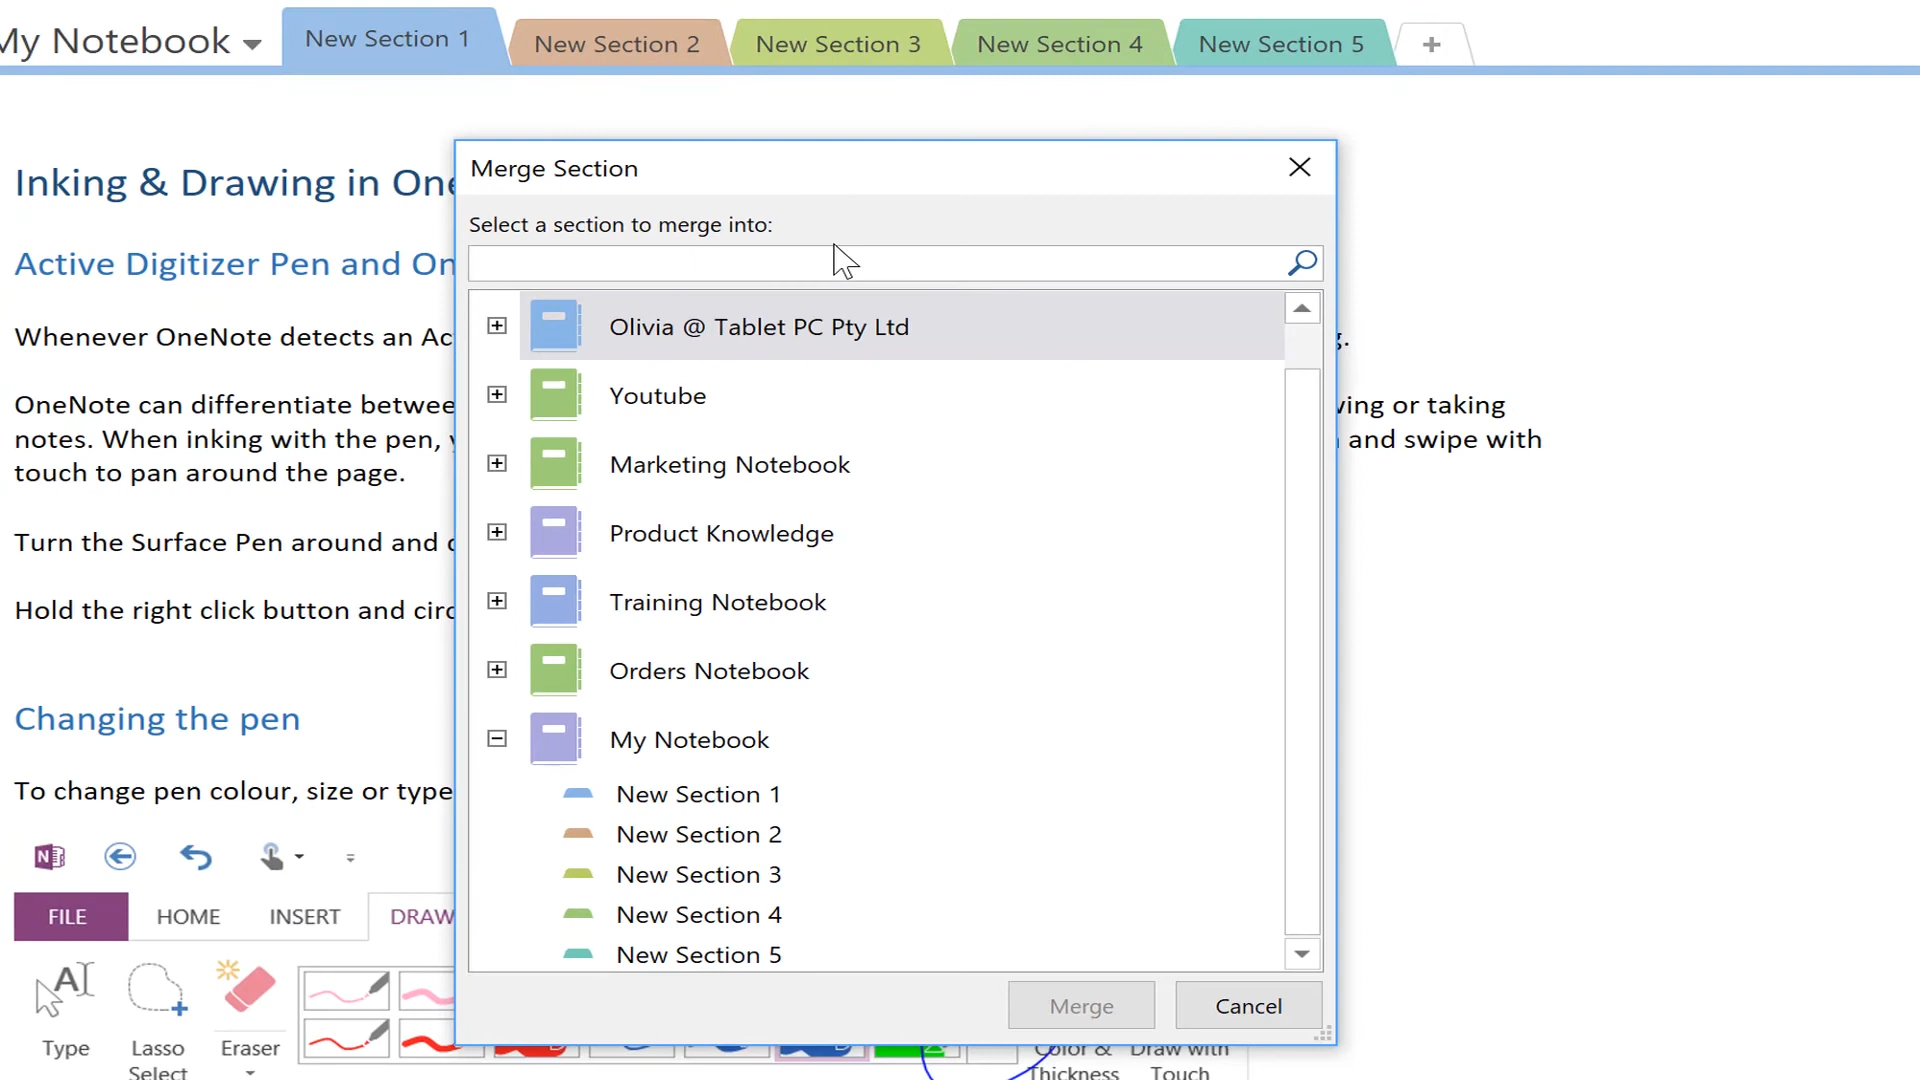 My Notebook
New Section 1
New Section 2
New Section 3
New Section 4
New Section 5
+
Inking & Drawing in One
Active Digitizer Pen and On
Whenever OneNote detects an Ac
OneNote can differentiate betwee
wing or taking
notes. When inking with the pen, y
and swipe with
touch to pan around the page.
Turn the Surface Pen around and
Hold the right click button and circ
Changing the pen
To change pen colour, size or type
Merge Section
Select a section to merge into:
Olivia @ Tablet PC Pty Ltd
Youtube
Marketing Notebook
Product Knowledge
Training Notebook
Orders Notebook
My Notebook
New Section 1
New Section 2
New Section 3
New Section 4
New Section 5
Merge
Cancel
FILE
HOME
INSERT
DRAW
Type
Lasso
Select
Eraser
Color &
Thickness
Draw with
Touch